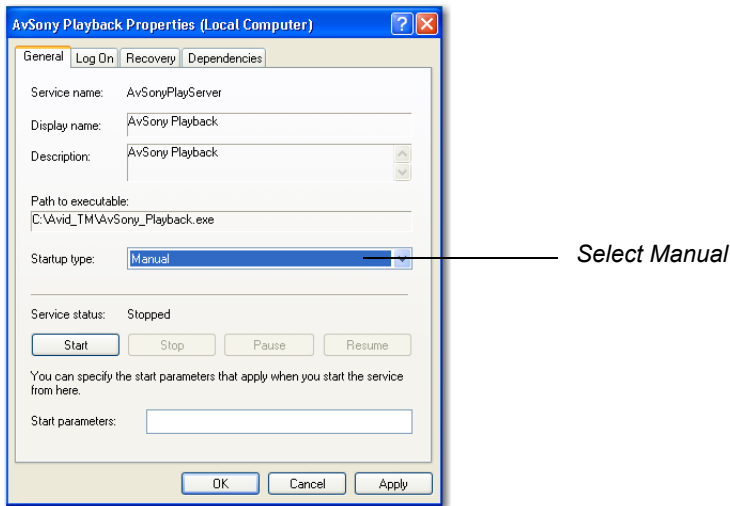 AvSony Playback Properties (Local Computer)
General Log On Recovery Dependencies
Service name: AvSonyPlayServer
Display name: AvSony Playback
Description: AvSony Playback
Path to executable:
C:\Avid_TM\AvSony_Playback.exe
Startup type: Manual
Select Manual
Service status: Stopped
Start Stop Pause Resume
You can specify the start parameters that apply when you start the service
from here.
Start parameters:
OK Cancel Apply